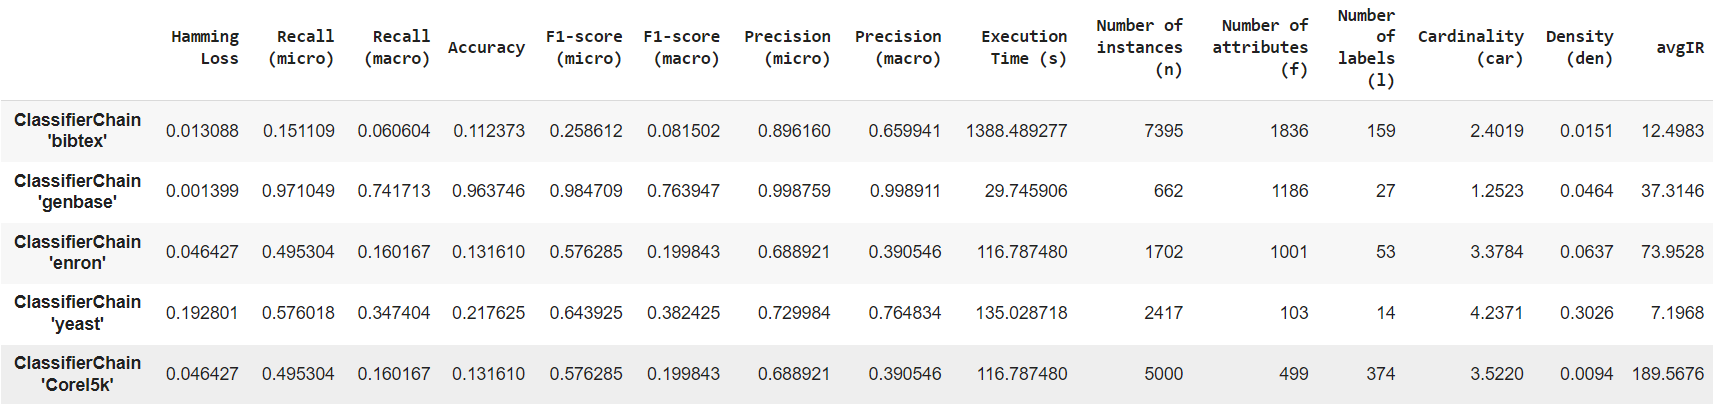 Hamming Loss Recall (micro) Recall (macro) Accuracy F1-score (micro) F1-score (macro) Precision (micro) Precision (macro) Execution Time (s) Number of instances (n) Number of attributes (f) Number of labels (l) Cardinality (car) Density (den) avgIR
ClassifierChain 'bibtex' 0.013088 0.151109 0.060604 0.112373 0.258612 0.081502 0.896160 0.659941 1388.489277 7395 1836 159 2.4019 0.0151 12.4983
ClassifierChain 'genbase' 0.001399 0.971049 0.741713 0.963746 0.984709 0.763947 0.998759 0.998911 29.745906 662 1186 27 1.2523 0.0464 37.3146
ClassifierChain 'enron' 0.046427 0.495304 0.160167 0.131610 0.576285 0.199843 0.688921 0.390546 116.787480 1702 1001 53 3.3784 0.0637 73.9528
ClassifierChain 'yeast' 0.192801 0.576018 0.347404 0.217625 0.643925 0.382425 0.729984 0.764834 135.028718 2417 103 14 4.2371 0.3026 7.1968
ClassifierChain 'Corel5k' 0.046427 0.495304 0.160167 0.131610 0.576285 0.199843 0.688921 0.390546 116.787480 5000 499 374 3.5220 0.0094 189.5676